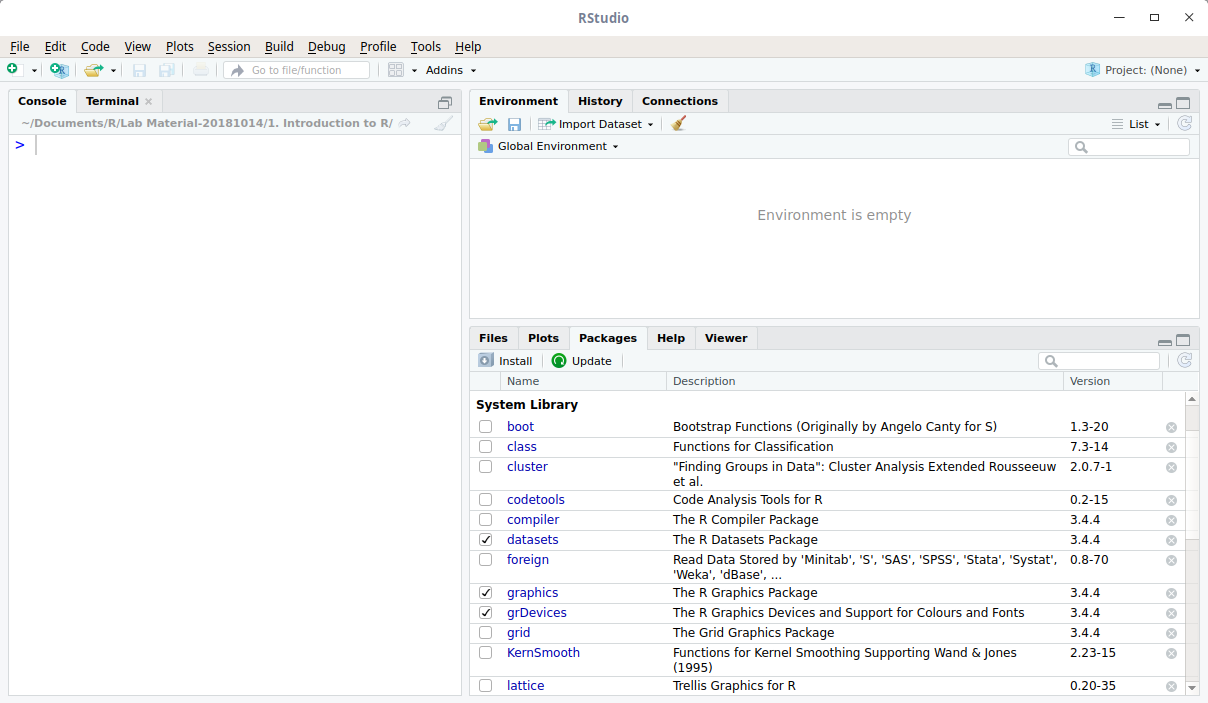 RStudio
File Edit Code View Plots Session Build Debug Profile Tools Help
Go to file/function Addins Project: (None)
Console Terminal
~/Documents/R/Lab Material-20181014/1. Introduction to R/
>
Environment History Connections
Import Dataset List
Global Environment
Environment is empty
Files Plots Packages Help Viewer
Install Update
Name Description Version
System Library
boot Bootstrap Functions (Originally by Angelo Canty for S) 1.3-20
class Functions for Classification 7.3-14
cluster "Finding Groups in Data": Cluster Analysis Extended Rousseeuw 2.0.7-1
et al.
codetools Code Analysis Tools for R 0.2-15
compiler The R Compiler Package 3.4.4
datasets The R Datasets Package 3.4.4
foreign Read Data Stored by 'Minitab', 'S', 'SAS', 'SPSS', 'Stata', 'Systat', 0.8-70
'Weka', 'dBase', ...
graphics The R Graphics Package 3.4.4
grDevices The R Graphics Devices and Support for Colours and Fonts 3.4.4
grid The Grid Graphics Package 3.4.4
KernSmooth Functions for Kernel Smoothing Supporting Wand & Jones 2.23-15
(1995)
lattice Trellis Graphics for R 0.20-35